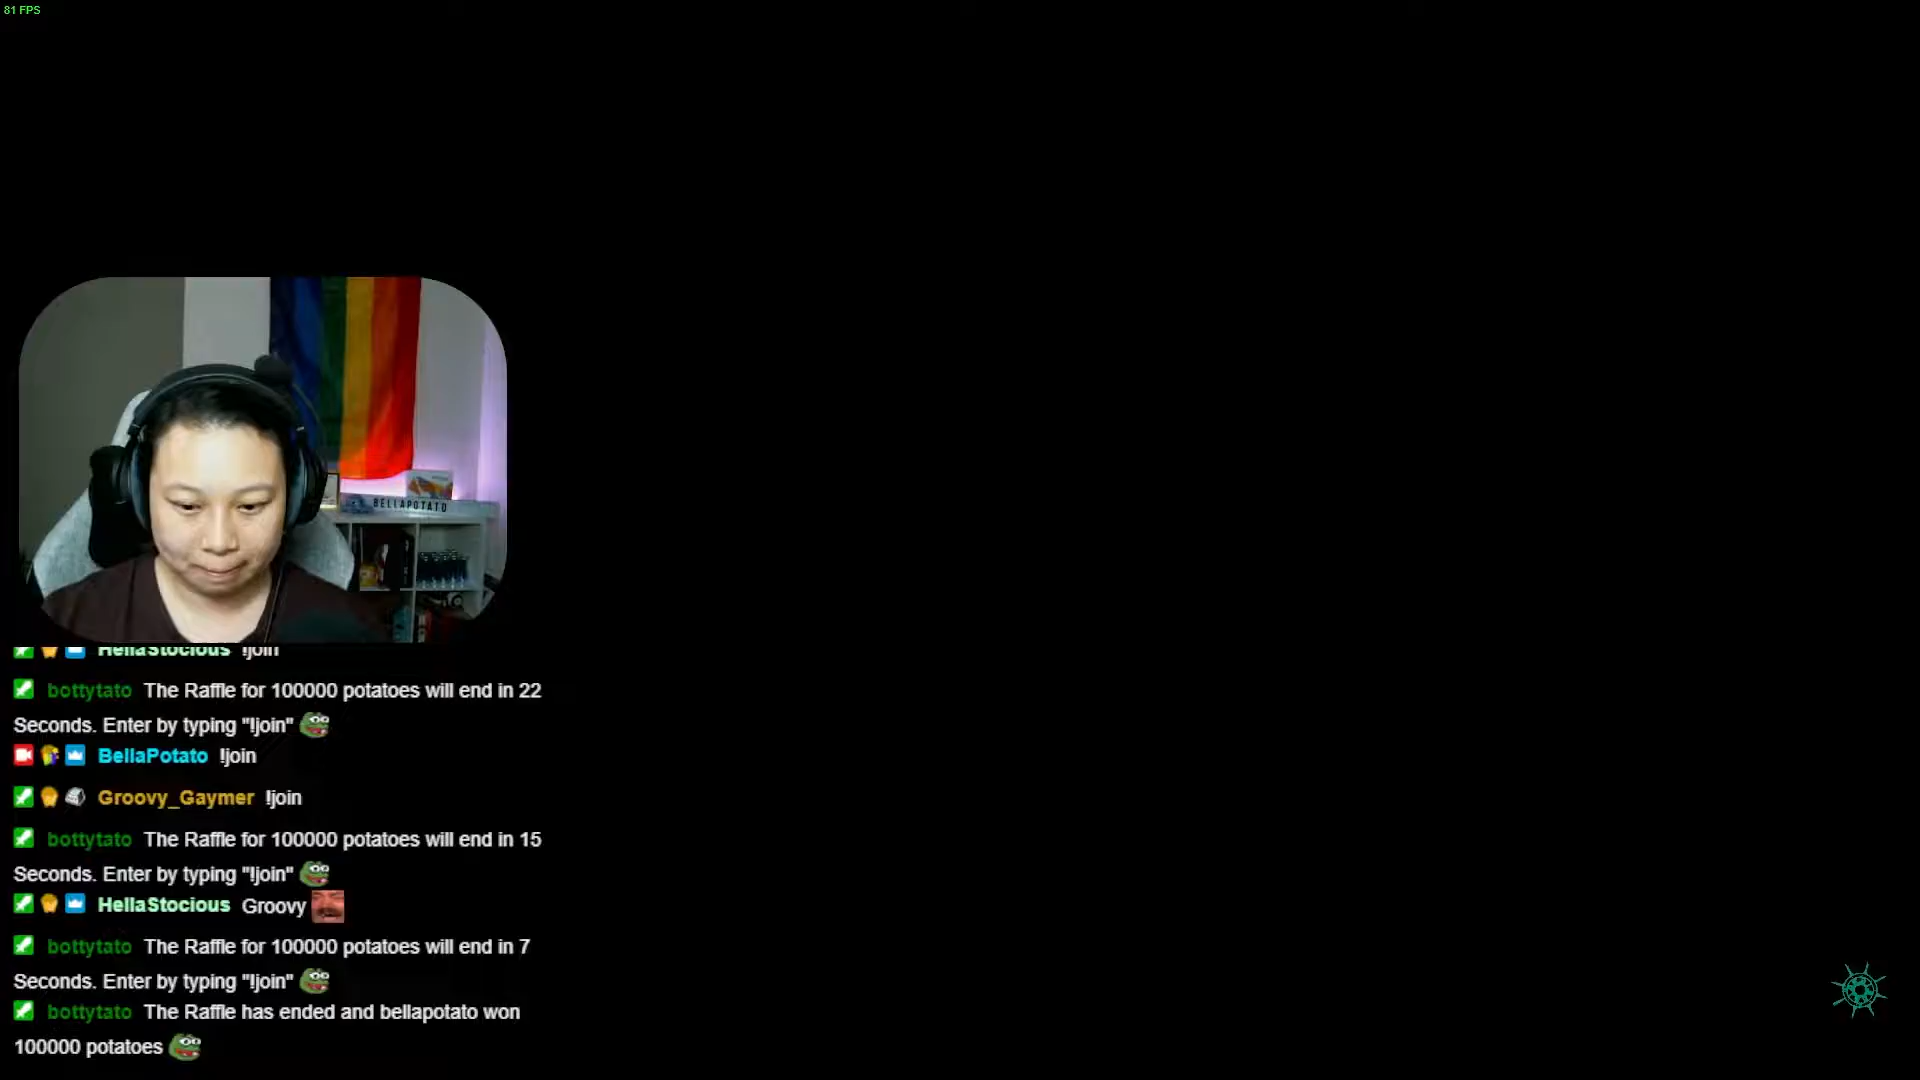 81 FPS
BELLAPOTATO
HellaStocious !join
bottytato The Raffle for 100000 potatoes will end in 22
Seconds. Enter by typing "!join"
BellaPotato !join
Groovy_Gaymer !join
bottytato The Raffle for 100000 potatoes will end in 15
Seconds. Enter by typing "!join"
HellaStocious Groovy
bottytato The Raffle for 100000 potatoes will end in 7
Seconds. Enter by typing "!join"
bottytato The Raffle has ended and bellapotato won
100000 potatoes